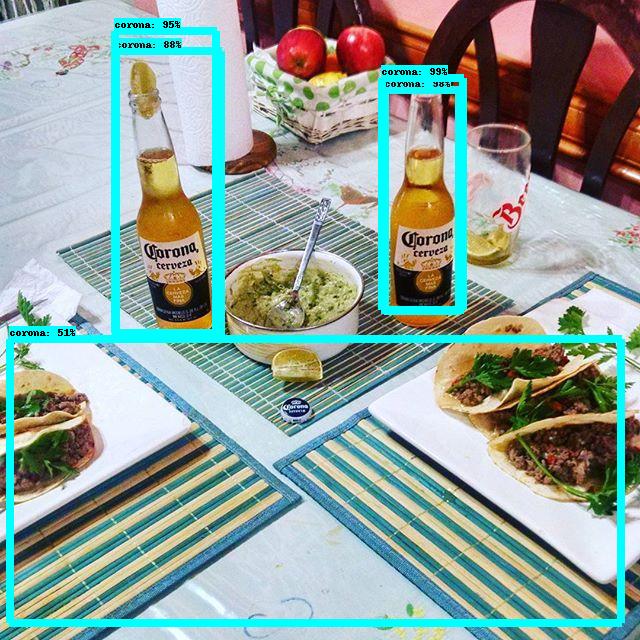 corona: 95%
corona: 88%
corona: 99%
corona: 98%
Corona
cerveza
LA
CERVEZA
MAS
FINA
Corona
cerveza
LA
CERVEZA
MAS
FINA
corona: 51%
Corona